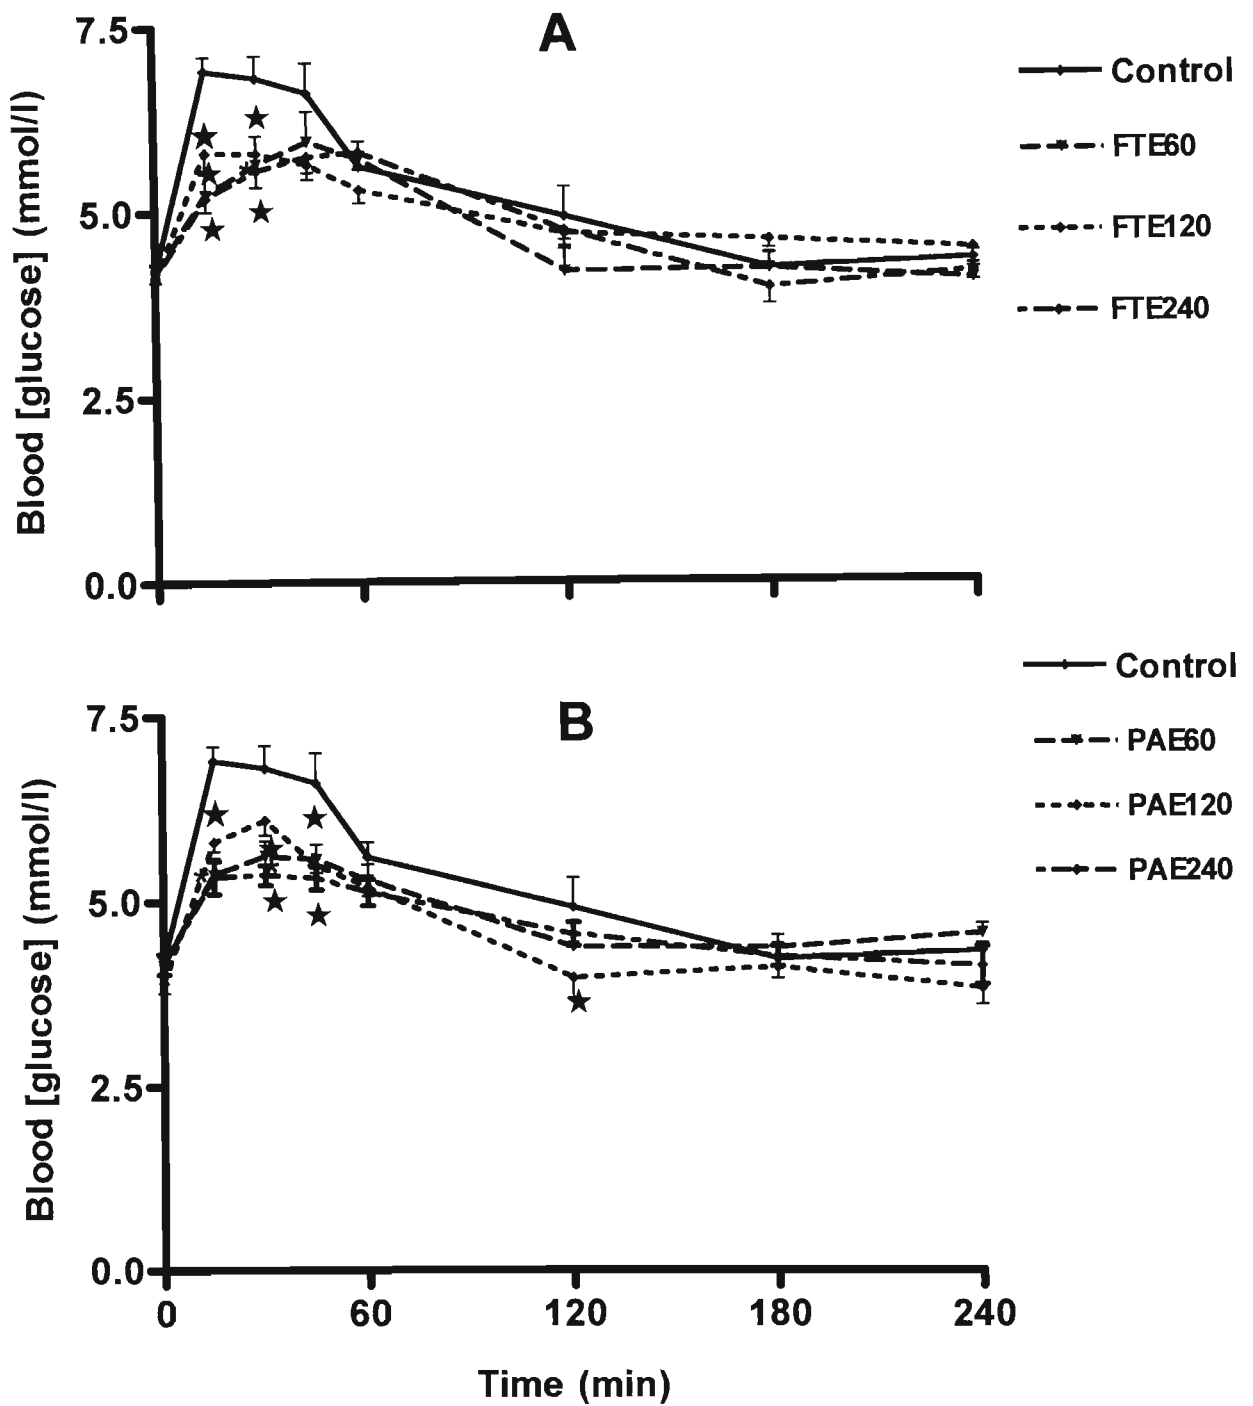 A
7.5
5.0
2.5
0.0
Blood [glucose] (mmol/l)
Control
FTE60
FTE120
FTE240
B
7.5
5.0
2.5
0.0
Blood [glucose] (mmol/l)
Control
PAE60
PAE120
PAE240
0 60 120 180 240
Time (min)